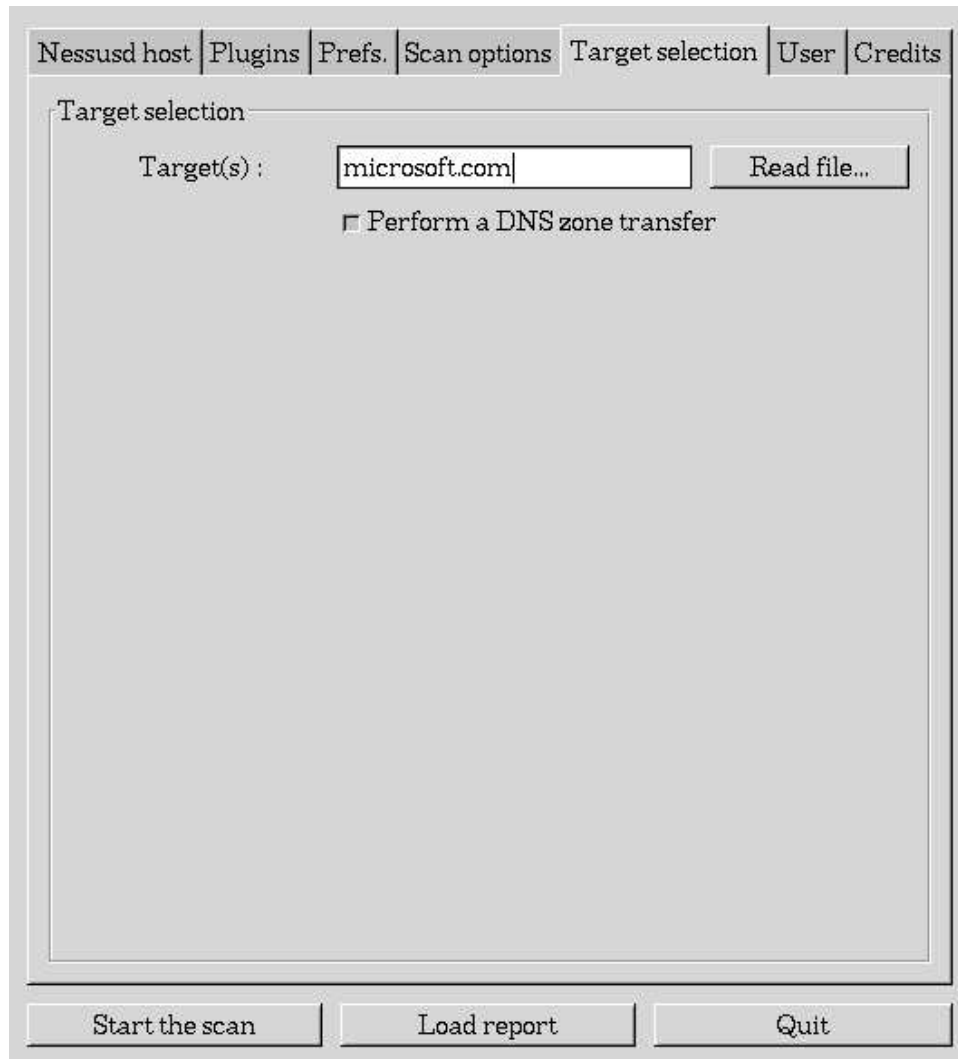 Nessusd host Plugins Prefs. Scan options Target selection User Credits
Target selection
Target(s) : microsoft.com Read file...
Perform a DNS zone transfer
Start the scan Load report Quit